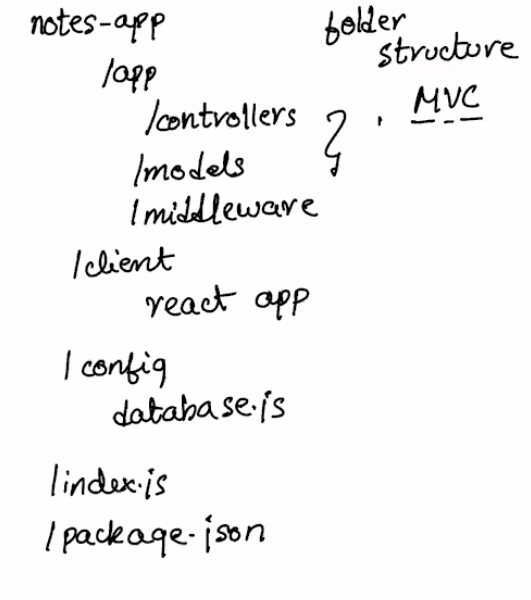 notes-app
folder
structure
/app
/controllers
MVC
/models
/middleware
/client
react app
/config
database.js
/index.js
/package.json